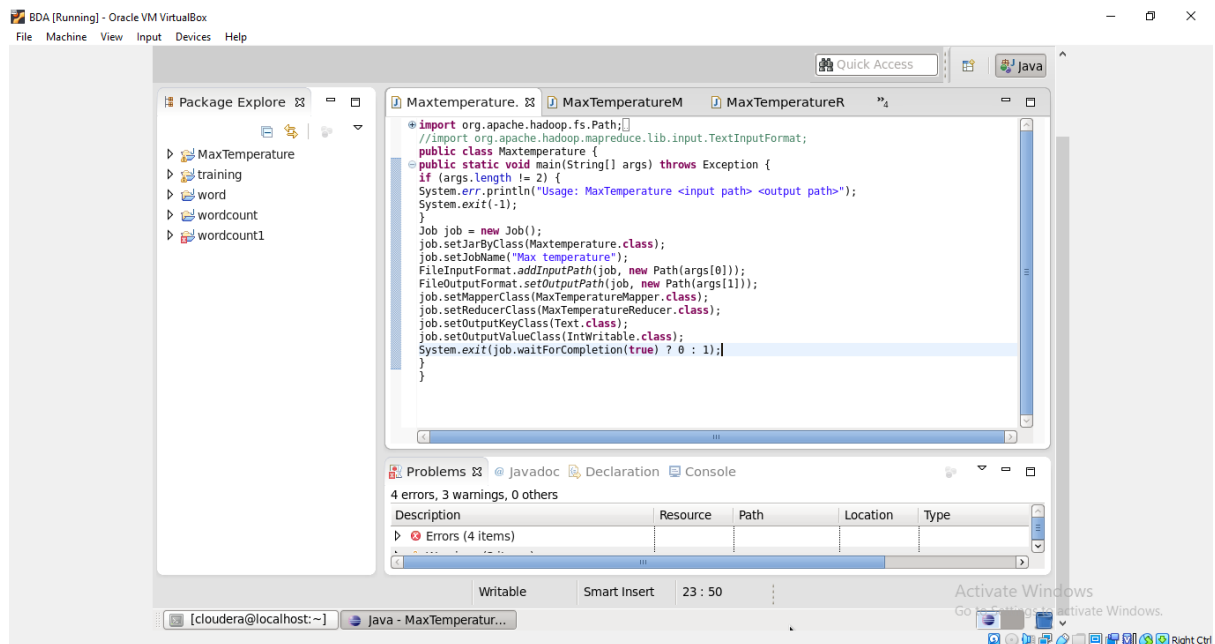 BDA [Running] - Oracle VM VirtualBox
File Machine View Input Devices Help
Quick Access
Java
Package Explore
MaxTemperature
training
word
wordcount
wordcount1
Maxtemperature. MaxTemperatureM MaxTemperatureR »4
import org.apache.hadoop.fs.Path;
//import org.apache.hadoop.mapreduce.lib.input.TextInputFormat;
public class Maxtemperature {
public static void main(String[] args) throws Exception {
if (args.length != 2) {
System.err.println("Usage: MaxTemperature <input path> <output path>");
System.exit(-1);
}
Job job = new Job();
job.setJarByClass(Maxtemperature.class);
job.setJobName("Max temperature");
FileInputFormat.addInputPath(job, new Path(args[0]));
FileOutputFormat.setOutputPath(job, new Path(args[1]));
job.setMapperClass(MaxTemperatureMapper.class);
job.setReducerClass(MaxTemperatureReducer.class);
job.setOutputKeyClass(Text.class);
job.setOutputValueClass(IntWritable.class);
System.exit(job.waitForCompletion(true) ? 0 : 1);
}
}
Problems @ Javadoc Declaration Console
4 errors, 3 warnings, 0 others
Description Resource Path Location Type
Errors (4 items)
Writable Smart Insert 23 : 50
Activate Windows
Go to Settings to activate Windows.
[cloudera@localhost:~] Java - MaxTemperatur...
Right Ctrl